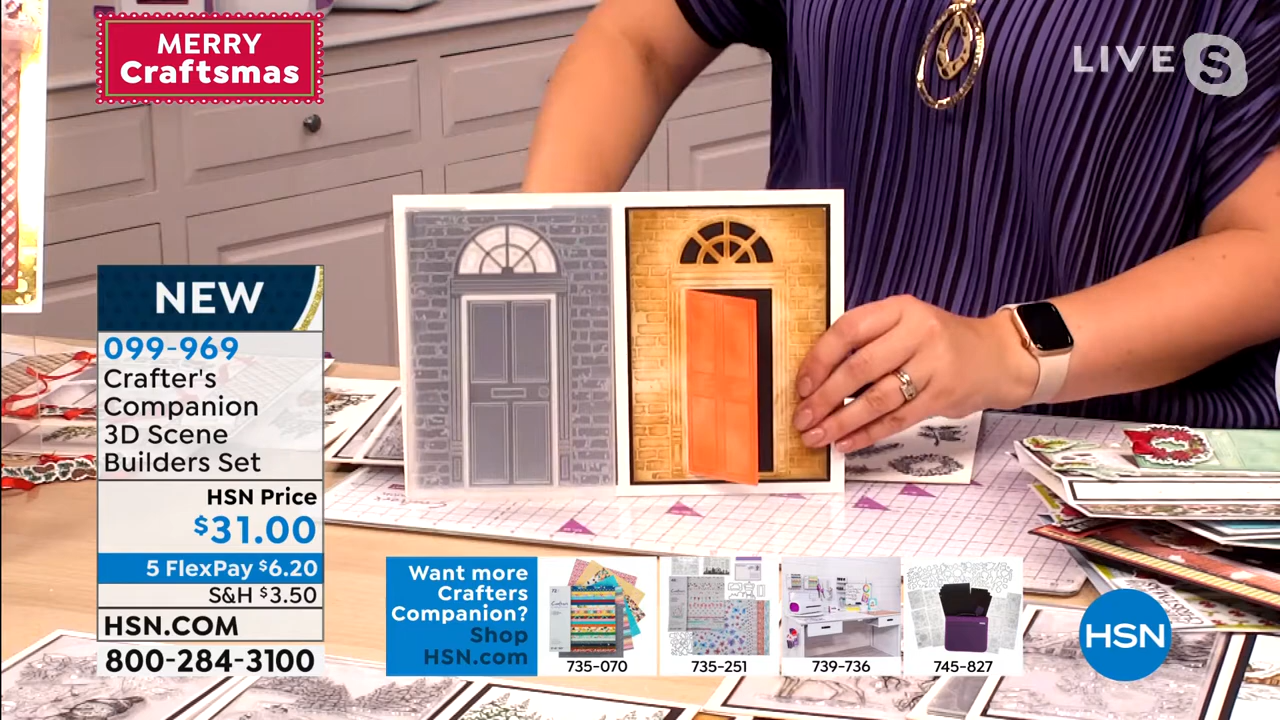 MERRY
Craftsmas
LIVE S
NEW
099-969
Crafter's
Companion
3D Scene
Builders Set
HSN Price
$31.00
5 FlexPay $6.20
S&H $3.50
HSN.COM
800-284-3100
Want more
Crafters
Companion?
Shop
HSN.com
735-070
735-251
739-736
745-827
HSN